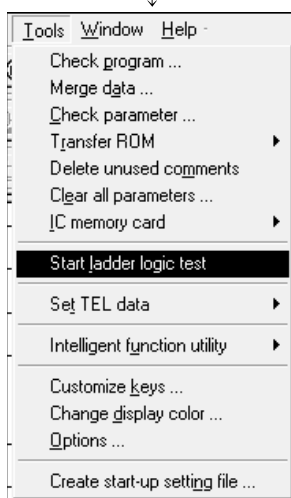 Tools Window Help
Check program ...
Merge data ...
Check parameter ...
Transfer ROM
Delete unused comments
Clear all parameters ...
IC memory card
Start ladder logic test
Set TEL data
Intelligent function utility
Customize keys ...
Change display color ...
Options ...
Create start-up setting file ...